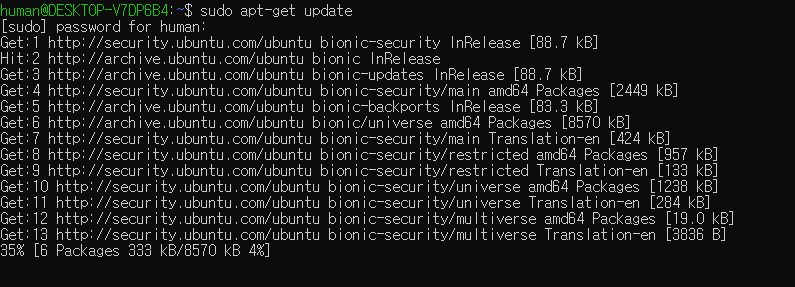 human@DESKTOP-V7DP6B4:~$ sudo apt-get update
[sudo] password for human:
Get:1 http://security.ubuntu.com/ubuntu bionic-security InRelease [88.7 kB]
Hit:2 http://archive.ubuntu.com/ubuntu bionic InRelease
Get:3 http://archive.ubuntu.com/ubuntu bionic-updates InRelease [88.7 kB]
Get:4 http://security.ubuntu.com/ubuntu bionic-security/main amd64 Packages [2449 kB]
Get:5 http://archive.ubuntu.com/ubuntu bionic-backports InRelease [83.3 kB]
Get:6 http://archive.ubuntu.com/ubuntu bionic/universe amd64 Packages [8570 kB]
Get:7 http://security.ubuntu.com/ubuntu bionic-security/main Translation-en [424 kB]
Get:8 http://security.ubuntu.com/ubuntu bionic-security/restricted amd64 Packages [957 kB]
Get:9 http://security.ubuntu.com/ubuntu bionic-security/restricted Translation-en [133 kB]
Get:10 http://security.ubuntu.com/ubuntu bionic-security/universe amd64 Packages [1238 kB]
Get:11 http://security.ubuntu.com/ubuntu bionic-security/universe Translation-en [284 kB]
Get:12 http://security.ubuntu.com/ubuntu bionic-security/multiverse amd64 Packages [19.0 kB]
Get:13 http://security.ubuntu.com/ubuntu bionic-security/multiverse Translation-en [3836 B]
35% [6 Packages 333 kB/8570 kB 4%]